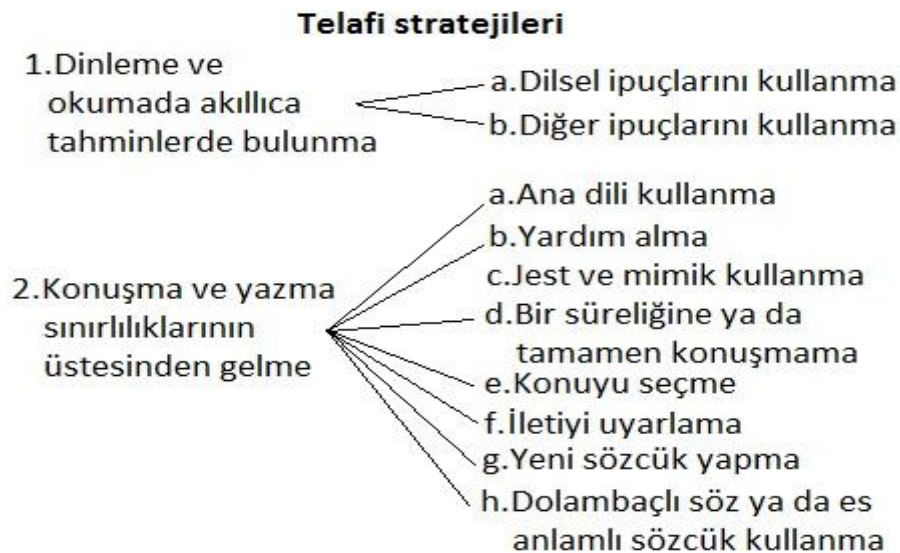 Telafi stratejileri
1.Dinleme ve
okumada akıllıca
tahminlerde bulunma
a.Dilsel ipuçlarını kullanma
b.Diğer ipuçlarını kullanma
2.Konuşma ve yazma
sınırlılıklarının
üstesinden gelme
a.Ana dili kullanma
b.Yardım alma
c.Jest ve mimik kullanma
d.Bir süreliğine ya da
tamamen konuşmama
e.Konuyu seçme
f.İletiyi uyarlama
g.Yeni sözcük yapma
h.Dolambaçlı söz ya da es
anlamlı sözcük kullanma